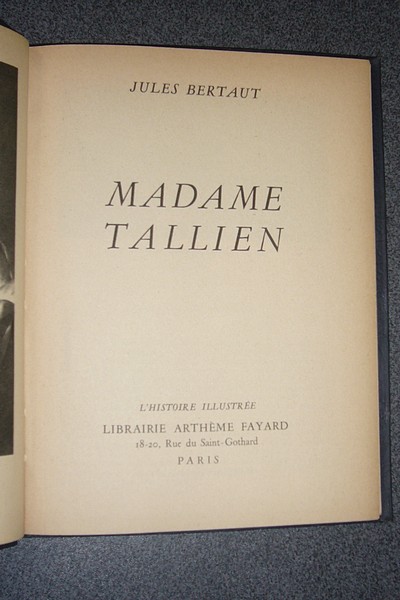 JULES BERTAUT
MADAME
TALLIEN
L'HISTOIRE ILLUSTRÉE
LIBRAIRIE ARTHÈME FAYARD
18-20, Rue du Saint-Gothard
PARIS